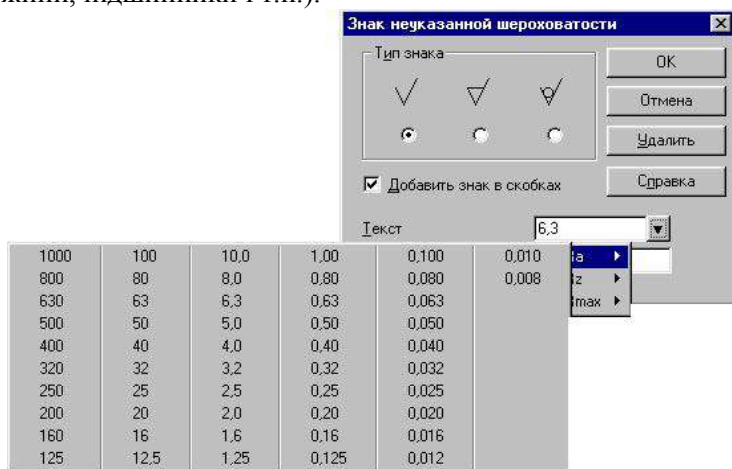 Знак неуказанной шероховатости
Тип знака
OK
Отмена
Удалить
Добавить знак в скобках
Справка
Текст 6,3
1000 100 10,0 1,00 0,100 0,010
800 80 8,0 0,80 0,080 0,008
630 63 6,3 0,63 0,063
500 50 5,0 0,50 0,050
400 40 4,0 0,40 0,040
320 32 3,2 0,32 0,032
250 25 2,5 0,25 0,025
200 20 2,0 0,20 0,020
160 16 1,6 0,16 0,016
125 12,5 1,25 0,125 0,012